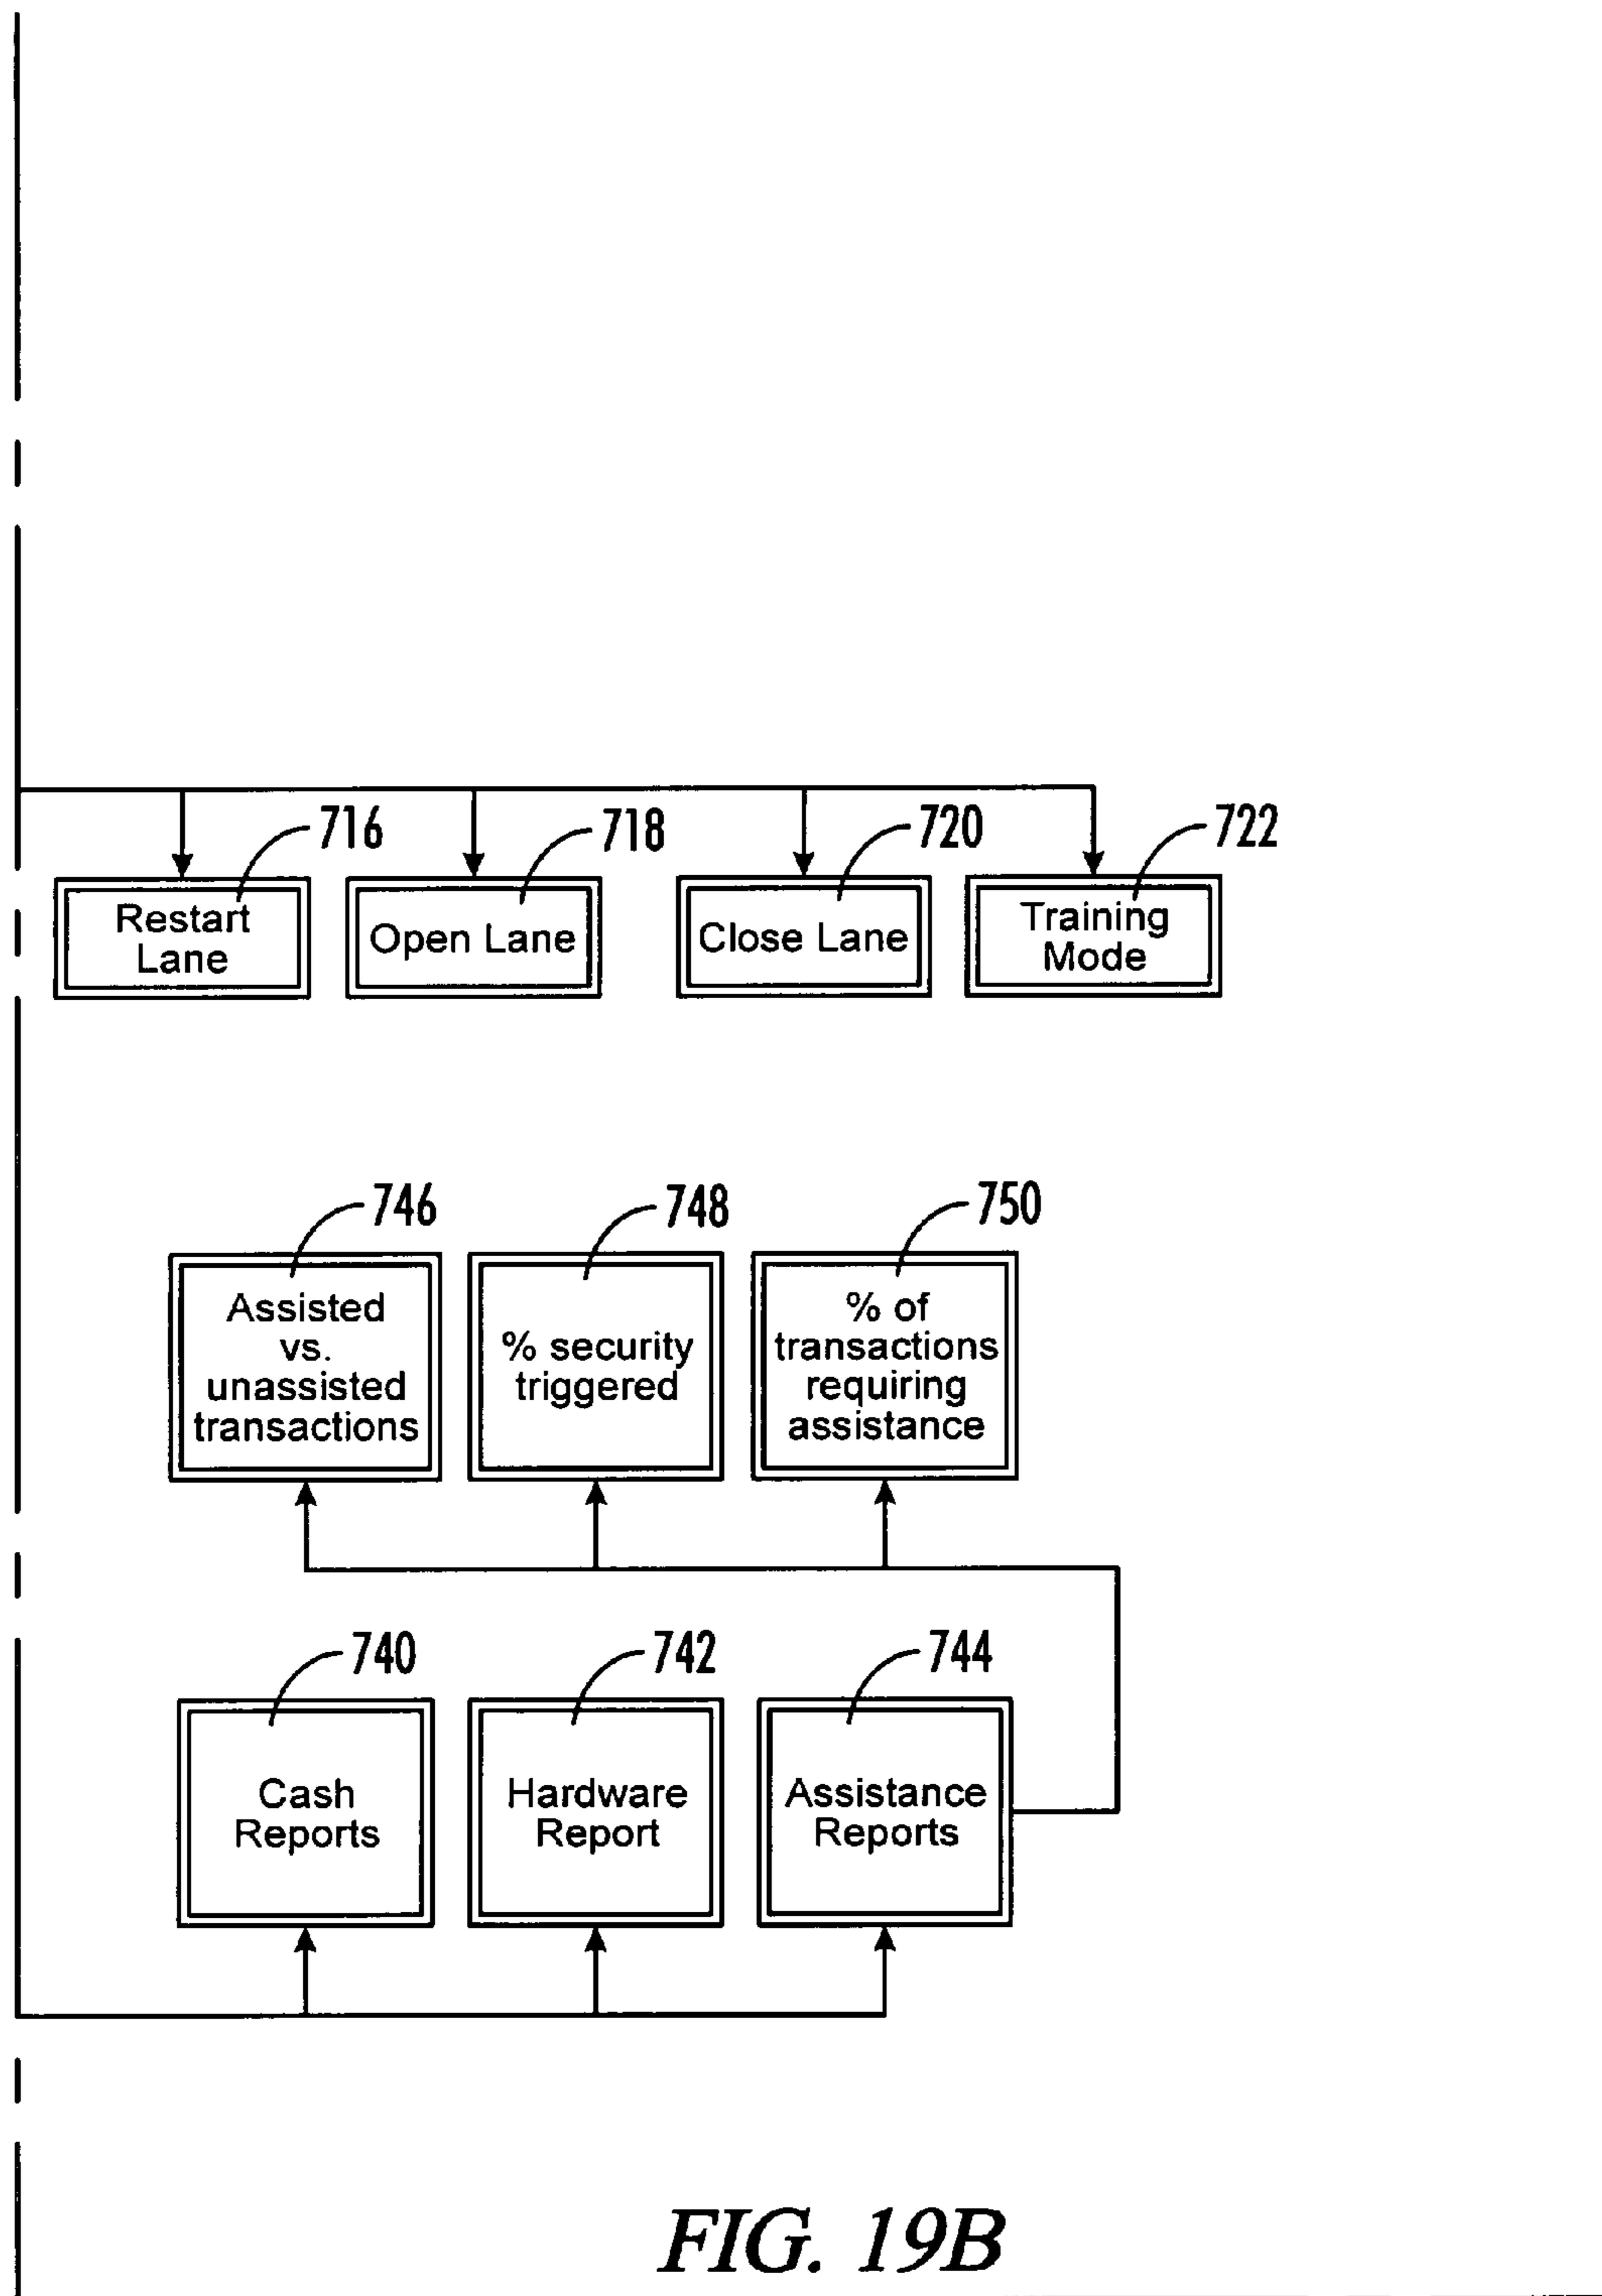 716
718
720
722
Restart
Lane
Open Lane
Close Lane
Training
Mode
746
748
750
Assisted
vs.
unassisted
transactions
% security
triggered
% of
transactions
requiring
assistance
740
742
744
Cash
Reports
Hardware
Report
Assistance
Reports
FIG. 19B